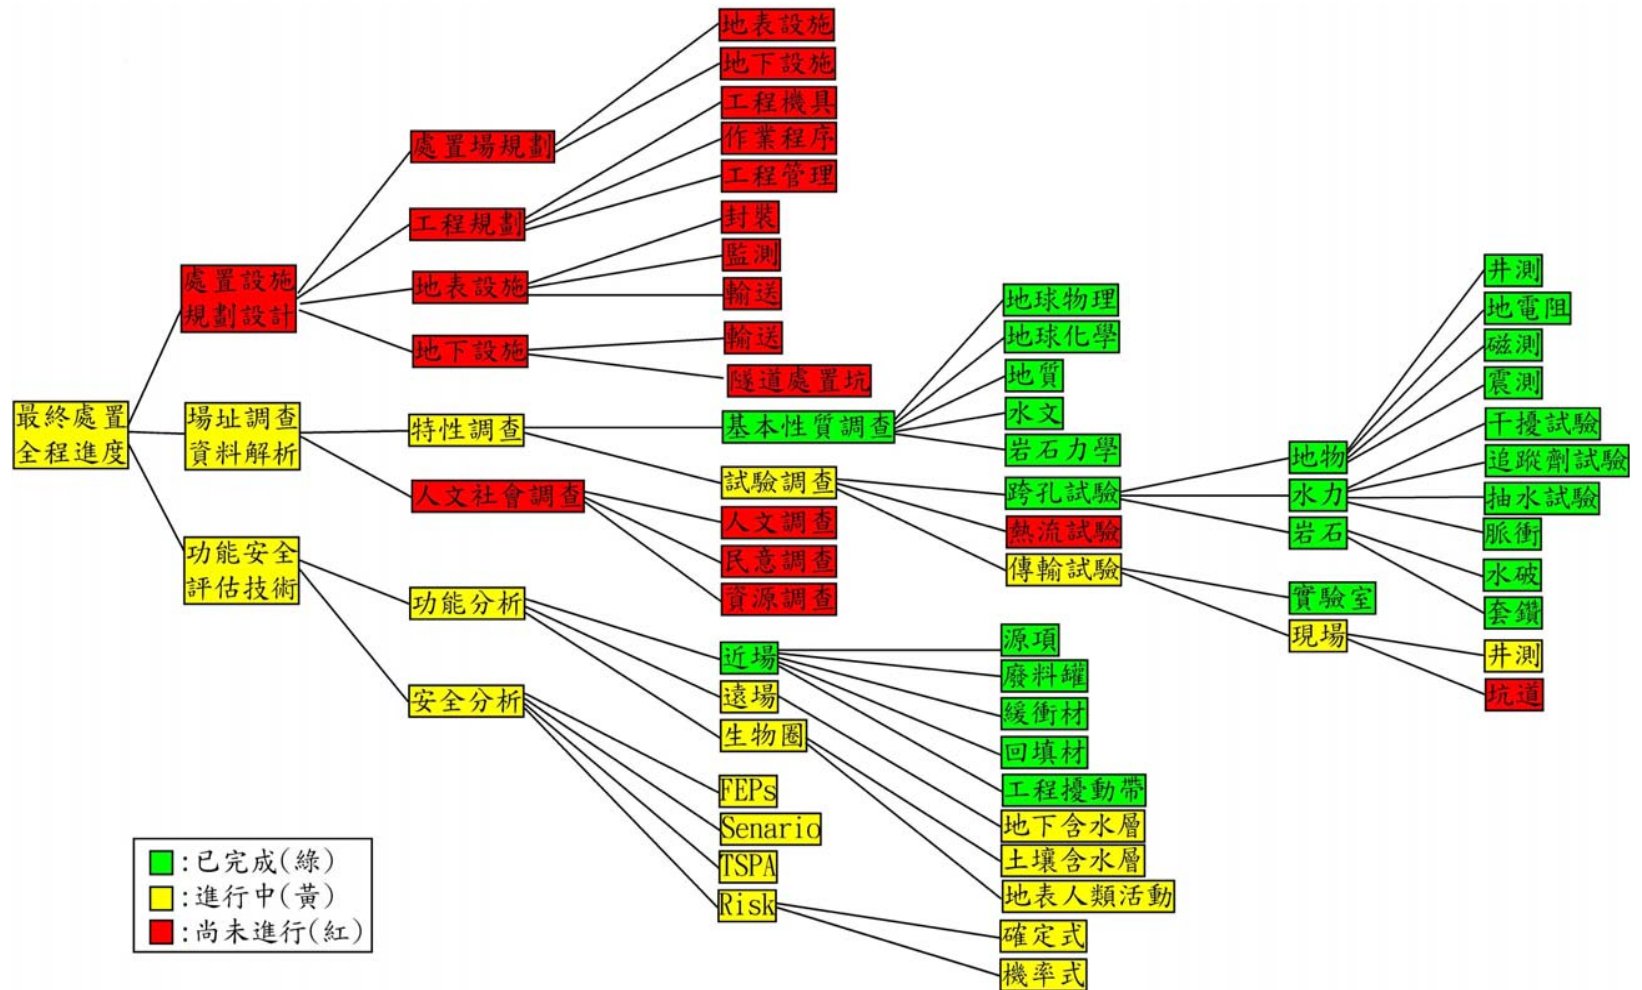 最終處置
全程進度
處置設施
規劃設計
場址調查
資料解析
功能安全
評估技術
處置場規劃
工程規劃
地表設施
地下設施
特性調查
人文社會調查
功能分析
安全分析
地表設施
地下設施
工程機具
作業程序
工程管理
封裝
監測
輸送
輸送
隧道處置坑
基本性質調查
試驗調查
人文調查
民意調查
資源調查
近場
遠場
生物圈
FEPs
Senario
TSPA
Risk
地球物理
地球化學
地質
水文
岩石力學
跨孔試驗
熱流試驗
傳輸試驗
源項
廢料罐
緩衝材
回填材
工程擾動帶
地下含水層
土壤含水層
地表人類活動
確定式
機率式
地物
水力
岩石
實驗室
現場
井測
地電阻
磁測
震測
干擾試驗
追蹤劑試驗
抽水試驗
脈衝
水破
套鑽
井測
坑道
:已完成(綠)
:進行中(黃)
:尚未進行(紅)